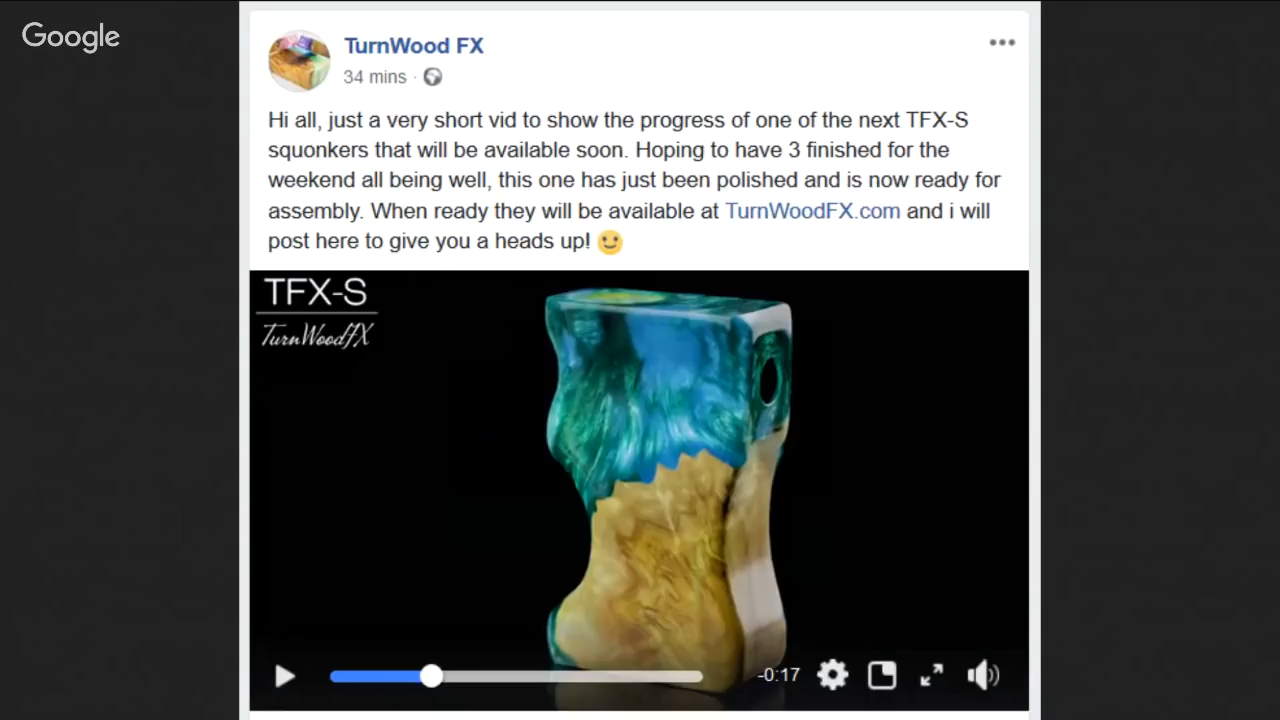 Google
TurnWood FX
34 mins ·
Hi all, just a very short vid to show the progress of one of the next TFX-S
squonkers that will be available soon. Hoping to have 3 finished for the
weekend all being well, this one has just been polished and is now ready for
assembly. When ready they will be available at TurnWoodFX.com and i will
post here to give you a heads up! 🙂
TFX-S
TurnWoodfX
-0:17